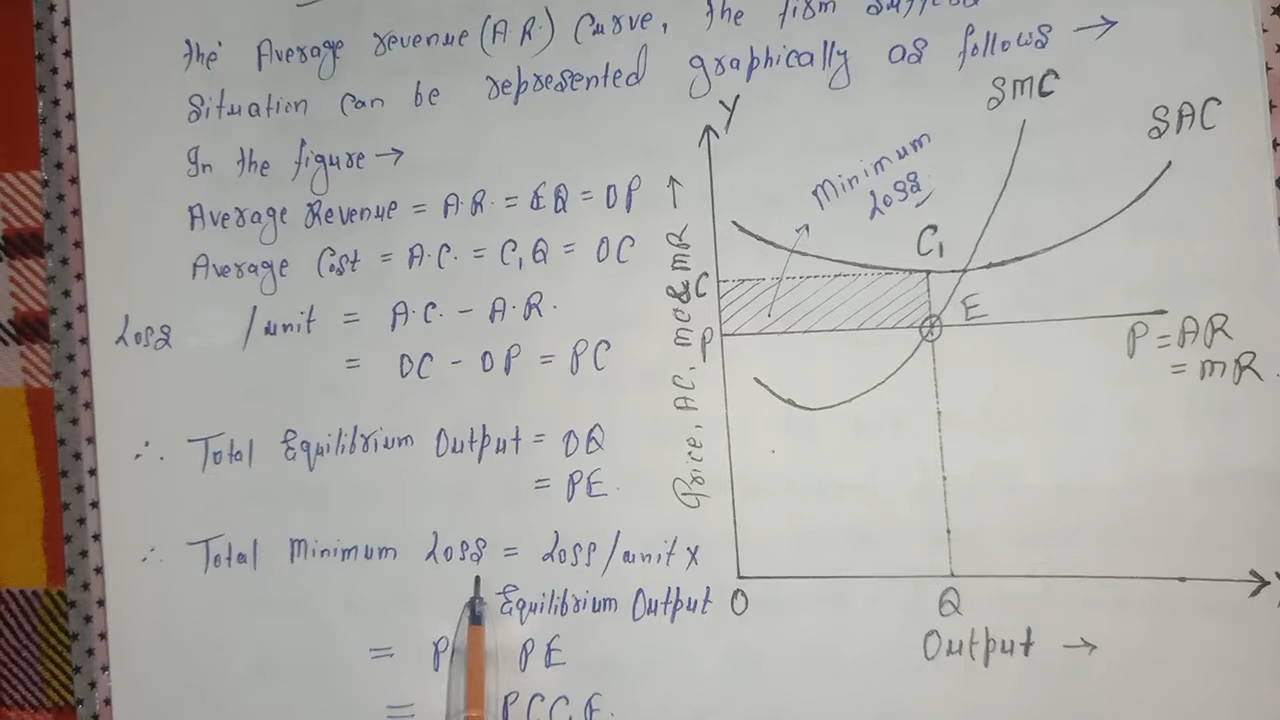 the Average revenue (A.R.) Curve, the firm
Situation can be represented graphically as follows →
In the figure →
Average Revenue = A.R. = EQ = OP
Average Cost = A.C. = C₁Q = OC
Loss /unit = A.C. - A.R.
= OC - OP = PC
∴ Total Equilibrium Output = OQ
= PE.
∴ Total Minimum Loss = Loss/unit x
Equilibrium Output
= P PE
= PCC₁E.
Y
SMC
SAC
Minimum
Loss
C₁
C
E
P
P = AR
= MR.
Price, AC, MC & MR →
O
Q
Output →